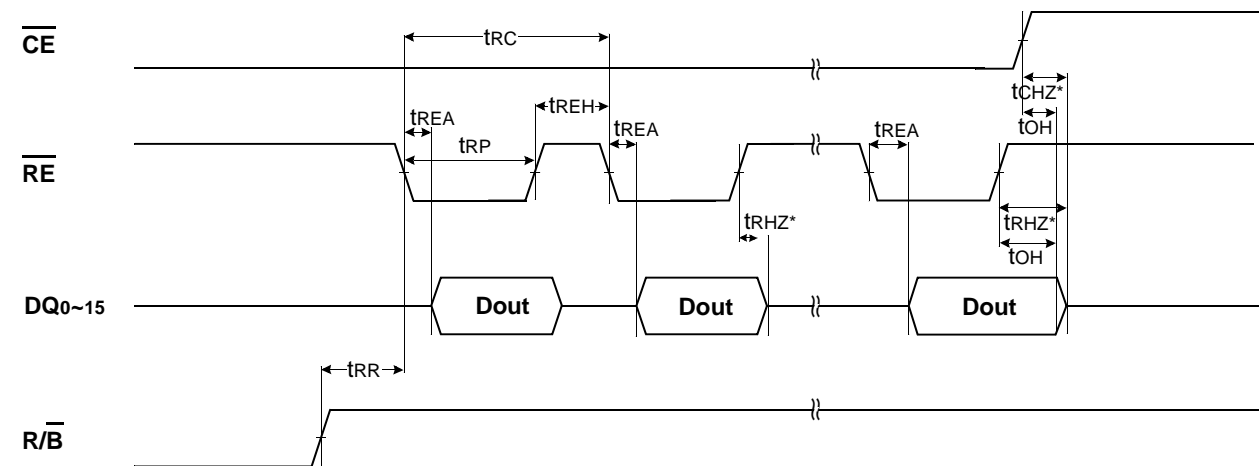 CE
tRC
tCHZ*
tREA
tREH
tREA
tREA
tOH
tRP
RE
tRHZ*
tRHZ*
tOH
DQ0~15
Dout
Dout
Dout
tRR
R/B